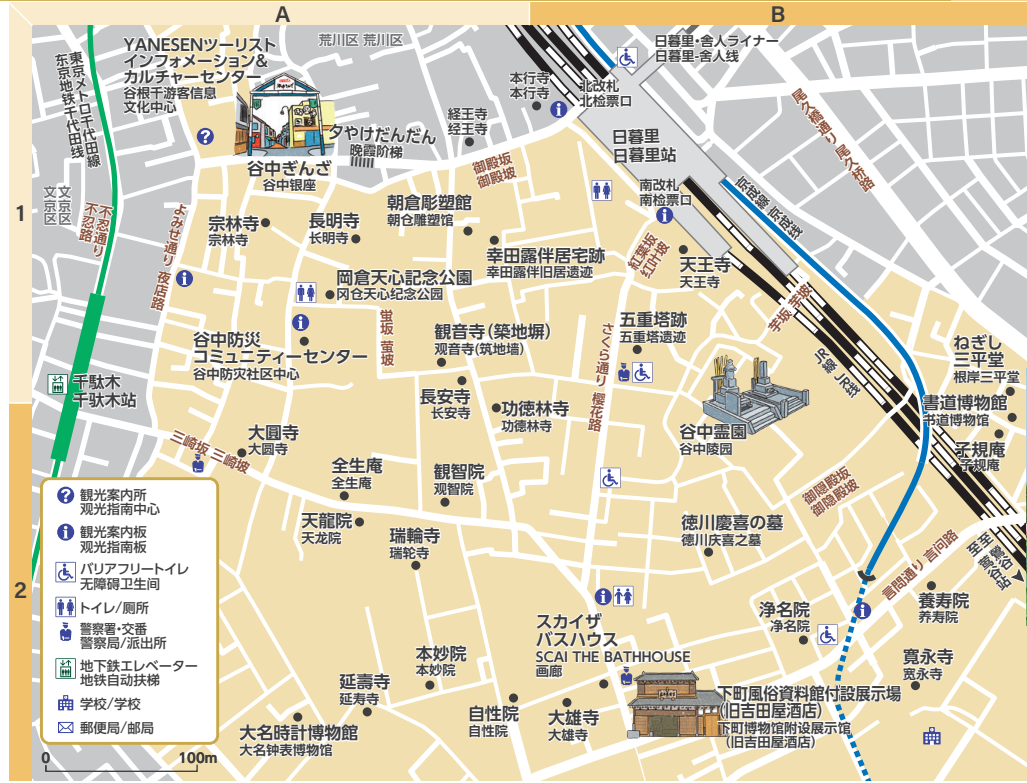 A
B
1
2
YANESENツーリスト
インフォメーション&
カルチャーセンター
谷根千游客信息
文化中心
荒川区 荒川区
東京メトロ千代田線
东京地铁千代田线
文京区
文京区
不忍通り
不忍路
よみせ通り 夜店路
谷中ぎんざ
谷中银座
夕やけだんだん
晚霞阶梯
本行寺
本行寺
経王寺
经王寺
御殿坂
御殿坂
北改札
北检票口
日暮里・舎人ライナー
日暮里-舍人线
日暮里
日暮里站
南改札
南检票口
尾久橋通り 尾久桥路
京成線 京成线
宗林寺
宗林寺
長明寺
长明寺
朝倉彫塑館
朝仓雕塑馆
幸田露伴居宅跡
幸田露伴旧居遗迹
紅葉坂
红叶坡
天王寺
天王寺
芋坂 芋坡
岡倉天心記念公園
冈仓天心纪念公园
蛍坂 萤坡
谷中防災
コミュニティーセンター
谷中防灾社区中心
観音寺(築地塀)
观音寺(筑地墙)
さくら通り 樱花路
五重塔跡
五重塔遗迹
JR線 JR线
ねぎし
三平堂
根岸三平堂
書道博物館
书道博物馆
子規庵
子规庵
千駄木
千驮木站
長安寺
长安寺
功徳林寺
功德林寺
谷中霊園
谷中陵园
三崎坂 三崎坡
大圓寺
大圆寺
全生庵
全生庵
観智院
观智院
御隠殿坂
御隐殿坡
天龍院
天龙院
瑞輪寺
瑞轮寺
徳川慶喜の墓
德川庆喜之墓
言問通り 言问路
至鶯谷
至莺谷站
養寿院
养寿院
浄名院
净名院
寛永寺
宽永寺
スカイザ
バスハウス
SCAI THE BATHHOUSE
画廊
本妙院
本妙院
延壽寺
延寿寺
自性院
自性院
大雄寺
大雄寺
大名時計博物館
大名钟表博物馆
下町風俗資料館付設展示場
(旧吉田屋酒店)
下町博物馆附设展示馆
(旧吉田屋酒店)
観光案内所
观光指南中心
観光案内板
观光指南板
バリアフリートイレ
无障碍卫生间
トイレ/厕所
警察署・交番
警察局/派出所
地下鉄エレベーター
地铁自动扶梯
学校/学校
郵便局/邮局
0
100m